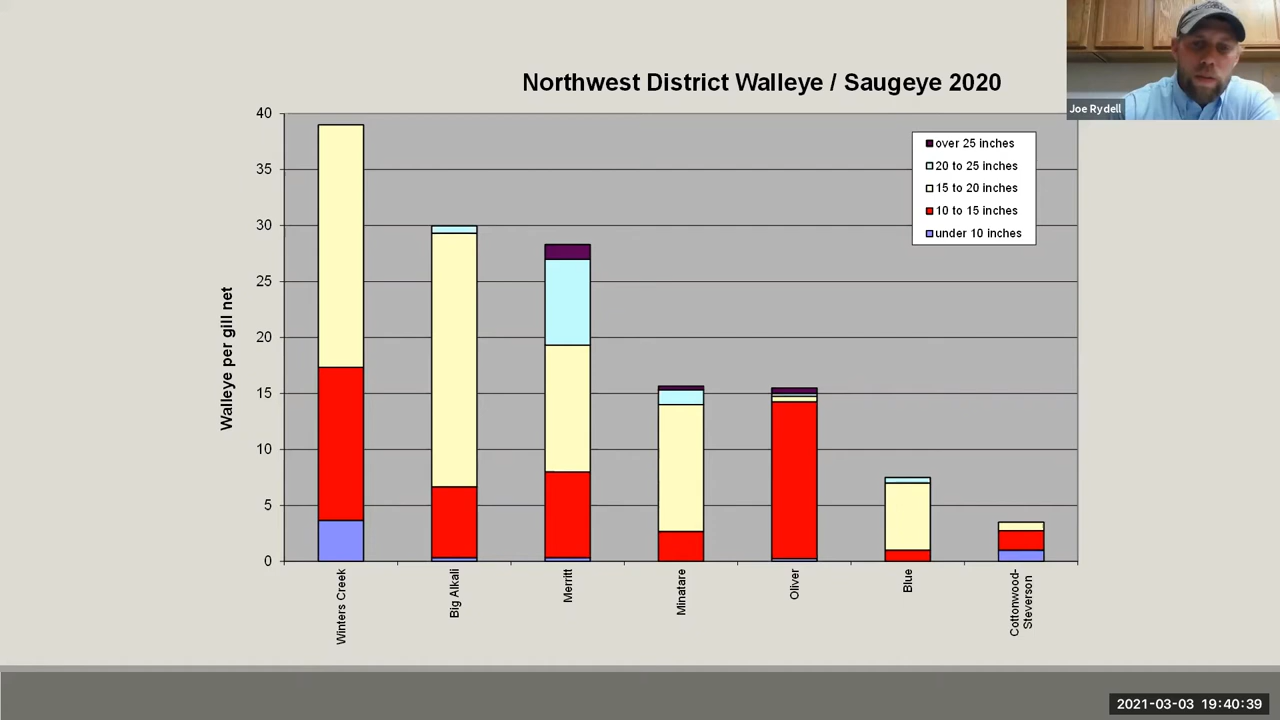 Northwest District Walleye / Saugeye 2020
Joe Rydell
40
35
30
25
20
15
10
5
0
Walleye per gill net
over 25 inches
20 to 25 inches
15 to 20 inches
10 to 15 inches
under 10 inches
Winters Creek
Big Alkali
Merritt
Minatare
Oliver
Blue
Cottonwood-
Steverson
2021-03-03 19:40:39